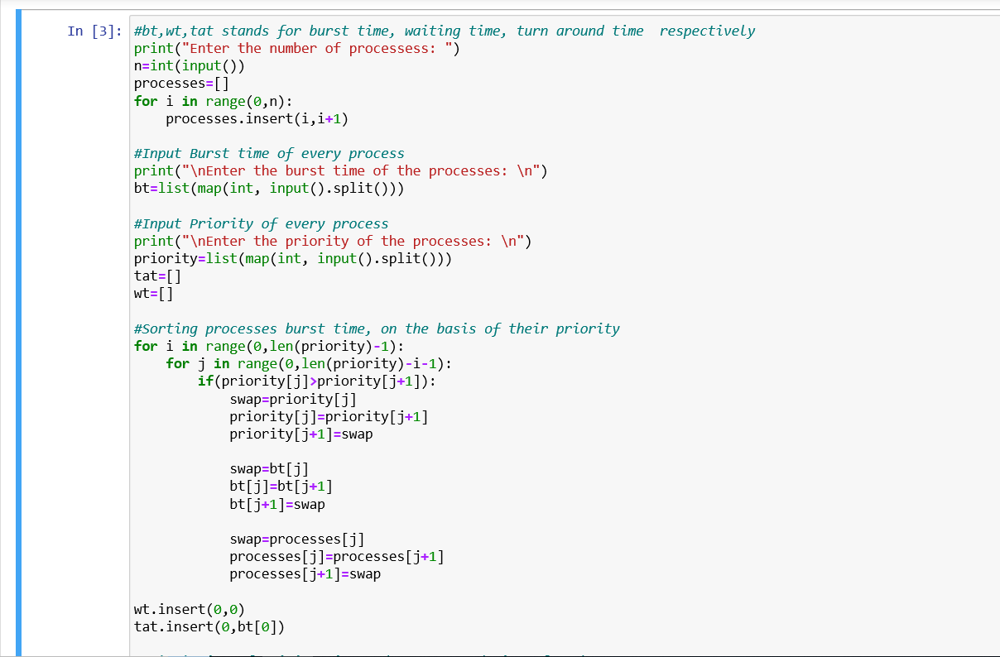 In [3]: #bt,wt,tat stands for burst time, waiting time, turn around time  respectively
print("Enter the number of processess: ")
n=int(input())
processes=[]
for i in range(0,n):
    processes.insert(i,i+1)

#Input Burst time of every process
print("\nEnter the burst time of the processes: \n")
bt=list(map(int, input().split()))

#Input Priority of every process
print("\nEnter the priority of the processes: \n")
priority=list(map(int, input().split()))
tat=[]
wt=[]

#Sorting processes burst time, on the basis of their priority
for i in range(0,len(priority)-1):
    for j in range(0,len(priority)-i-1):
        if(priority[j]>priority[j+1]):
            swap=priority[j]
            priority[j]=priority[j+1]
            priority[j+1]=swap

            swap=bt[j]
            bt[j]=bt[j+1]
            bt[j+1]=swap

            swap=processes[j]
            processes[j]=processes[j+1]
            processes[j+1]=swap

wt.insert(0,0)
tat.insert(0,bt[0])